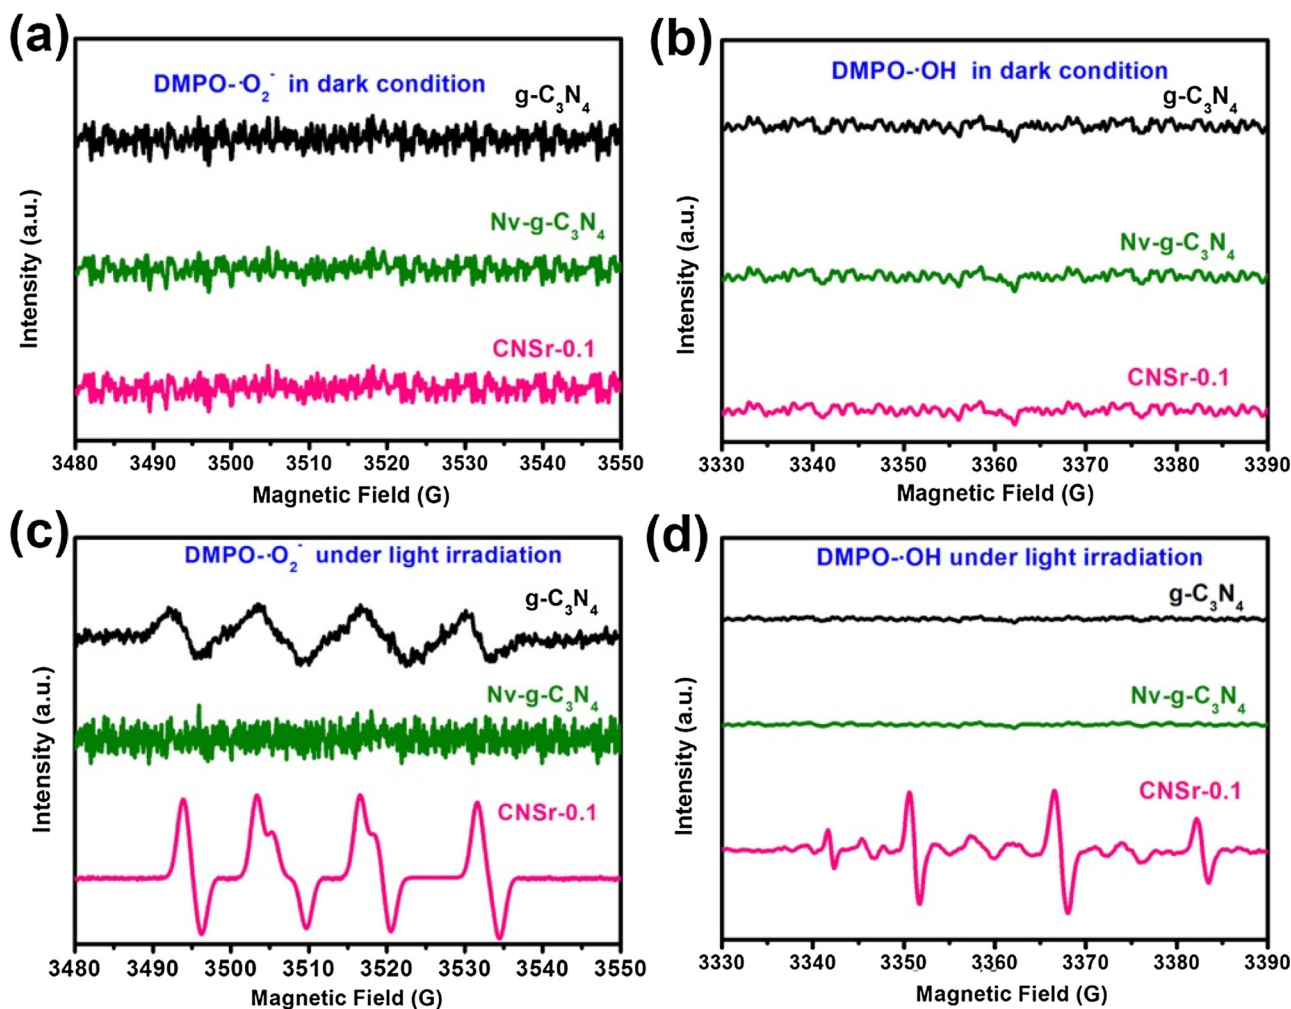 (a)
DMPO-·O₂⁻ in dark condition
g-C₃N₄
Nv-g-C₃N₄
CNSr-0.1
Intensity (a.u.)
3480 3490 3500 3510 3520 3530 3540 3550
Magnetic Field (G)
(b)
DMPO-·OH in dark condition
g-C₃N₄
Nv-g-C₃N₄
CNSr-0.1
Intensity (a.u.)
3330 3340 3350 3360 3370 3380 3390
Magnetic Field (G)
(c)
DMPO-·O₂⁻ under light irradiation
g-C₃N₄
Nv-g-C₃N₄
CNSr-0.1
Intensity (a.u.)
3480 3490 3500 3510 3520 3530 3540 3550
Magnetic Field (G)
(d)
DMPO-·OH under light irradiation
g-C₃N₄
Nv-g-C₃N₄
CNSr-0.1
Intensity (a.u.)
3330 3340 3350 3360 3370 3380 3390
Magnetic Field (G)